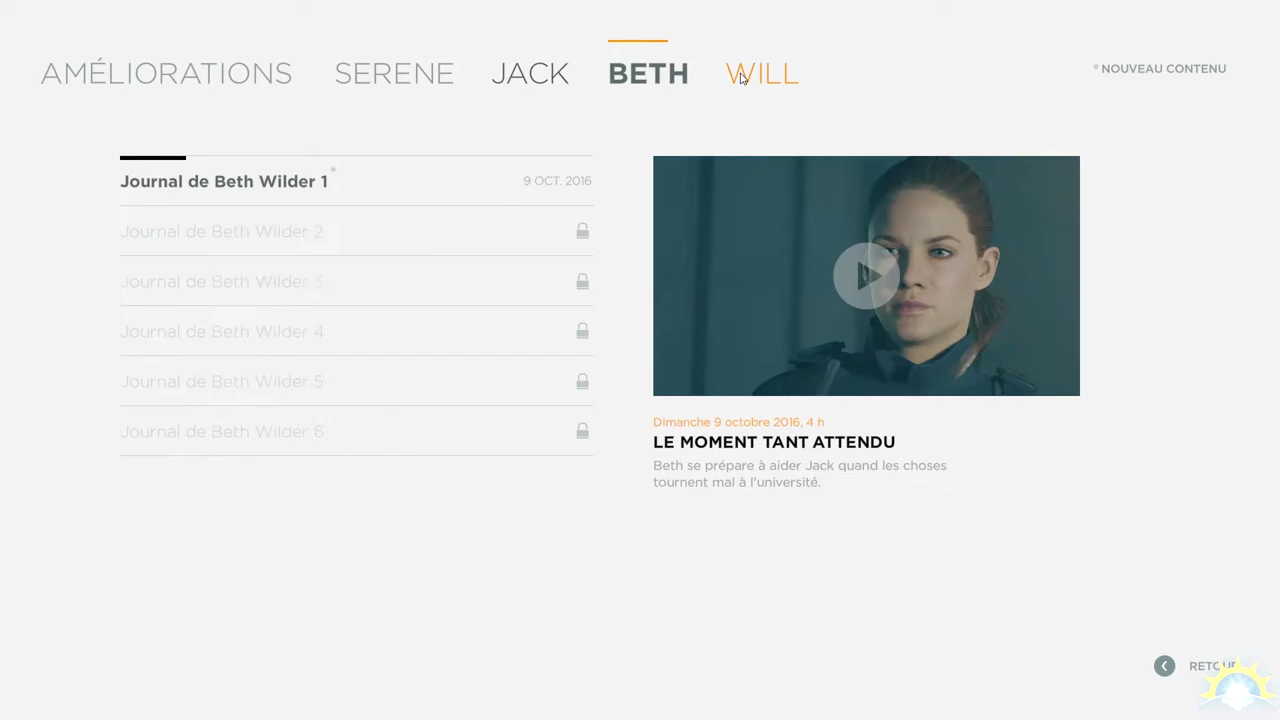 AMÉLIORATIONS SERENE JACK BETH WILL
NOUVEAU CONTENU
Journal de Beth Wilder 1 9 OCT. 2016
Journal de Beth Wilder 2
Journal de Beth Wilder 3
Journal de Beth Wilder 4
Journal de Beth Wilder 5
Journal de Beth Wilder 6
Dimanche 9 octobre 2016, 4 h
LE MOMENT TANT ATTENDU
Beth se prépare à aider Jack quand les choses
tournent mal à l'université.
RETOUR